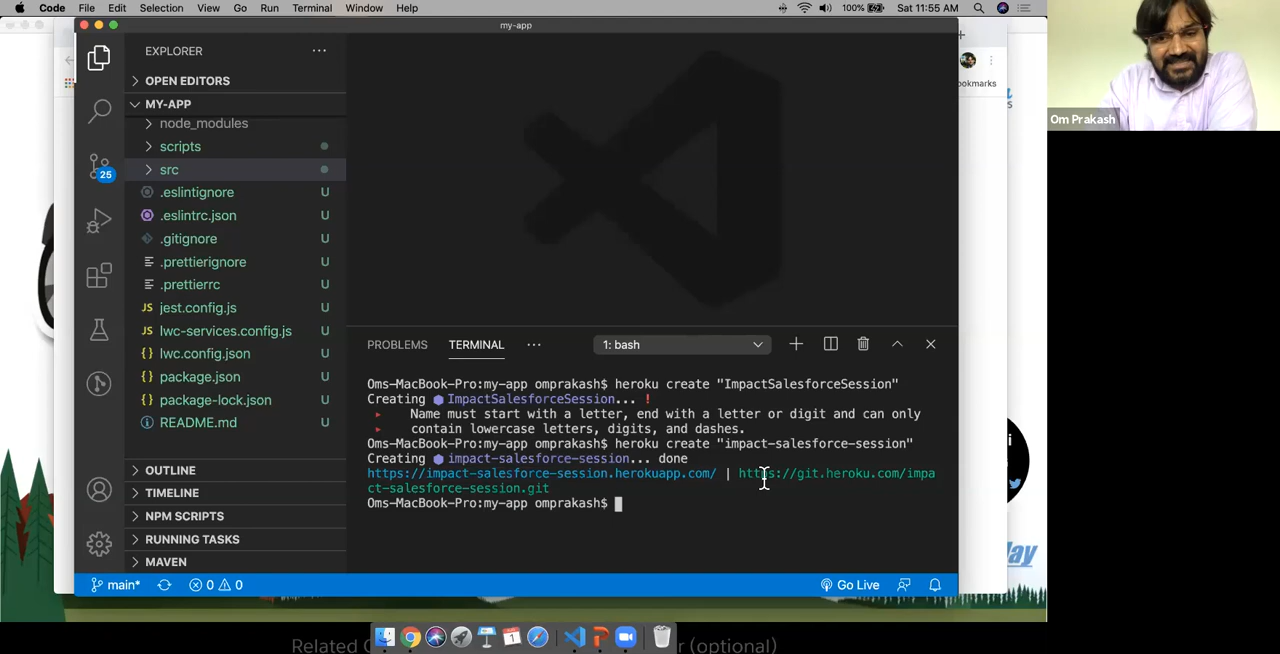 Code File Edit Selection View Go Run Terminal Window Help 100% Sat 11:55 AM
my-app
EXPLORER
OPEN EDITORS
MY-APP
node_modules
scripts
src
.eslintignore U
.eslintrc.json U
.gitignore U
.prettierignore U
.prettierrc U
JS jest.config.js U
JS lwc-services.config.js U
{} lwc.config.json U
{} package.json U
{} package-lock.json U
README.md U
OUTLINE
TIMELINE
NPM SCRIPTS
RUNNING TASKS
MAVEN
25
PROBLEMS TERMINAL ··· 1: bash
Oms-MacBook-Pro:my-app omprakash$ heroku create "ImpactSalesforceSession"
Creating ImpactSalesforceSession... !
Name must start with a letter, end with a letter or digit and can only
contain lowercase letters, digits, and dashes.
Oms-MacBook-Pro:my-app omprakash$ heroku create "impact-salesforce-session"
Creating impact-salesforce-session... done
https://impact-salesforce-session.herokuapp.com/ | https://git.heroku.com/impa
ct-salesforce-session.git
Oms-MacBook-Pro:my-app omprakash$
main* 0 0 Go Live
ookmarks
Om Prakash
lay
Related
(optional)